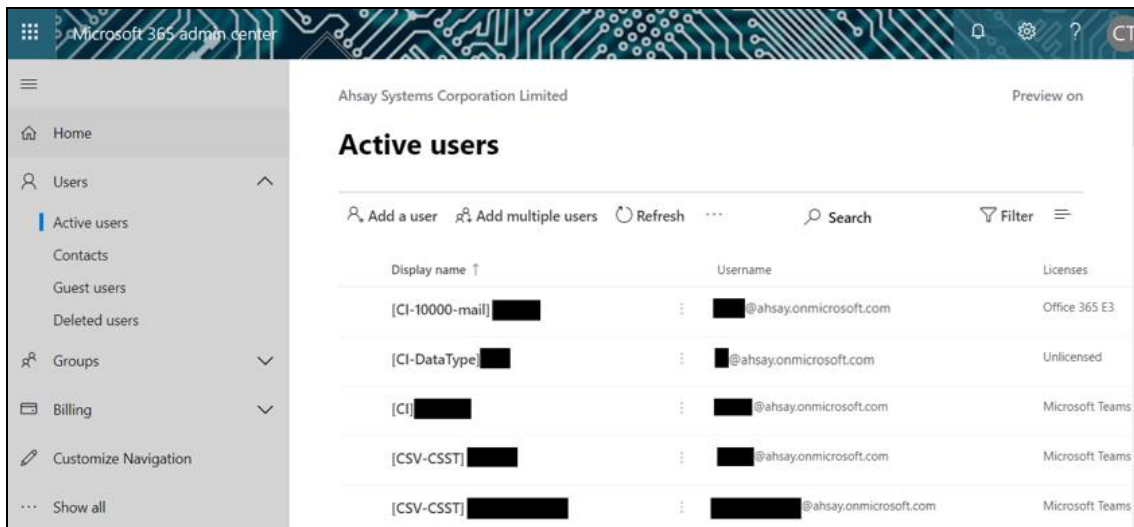 Microsoft 365 admin center
?
CT
Ahsay Systems Corporation Limited
Preview on
Home
Active users
Users
Active users
Contacts
Guest users
Deleted users
Groups
Billing
Customize Navigation
Show all
Add a user Add multiple users Refresh ... Search Filter
Display name ↑ Username Licenses
[CI-10000-mail] @ahsay.onmicrosoft.com Office 365 E3
[CI-DataType] @ahsay.onmicrosoft.com Unlicensed
[CI] @ahsay.onmicrosoft.com Microsoft Teams
[CSV-CSST] @ahsay.onmicrosoft.com Microsoft Teams
[CSV-CSST] @ahsay.onmicrosoft.com Microsoft Teams